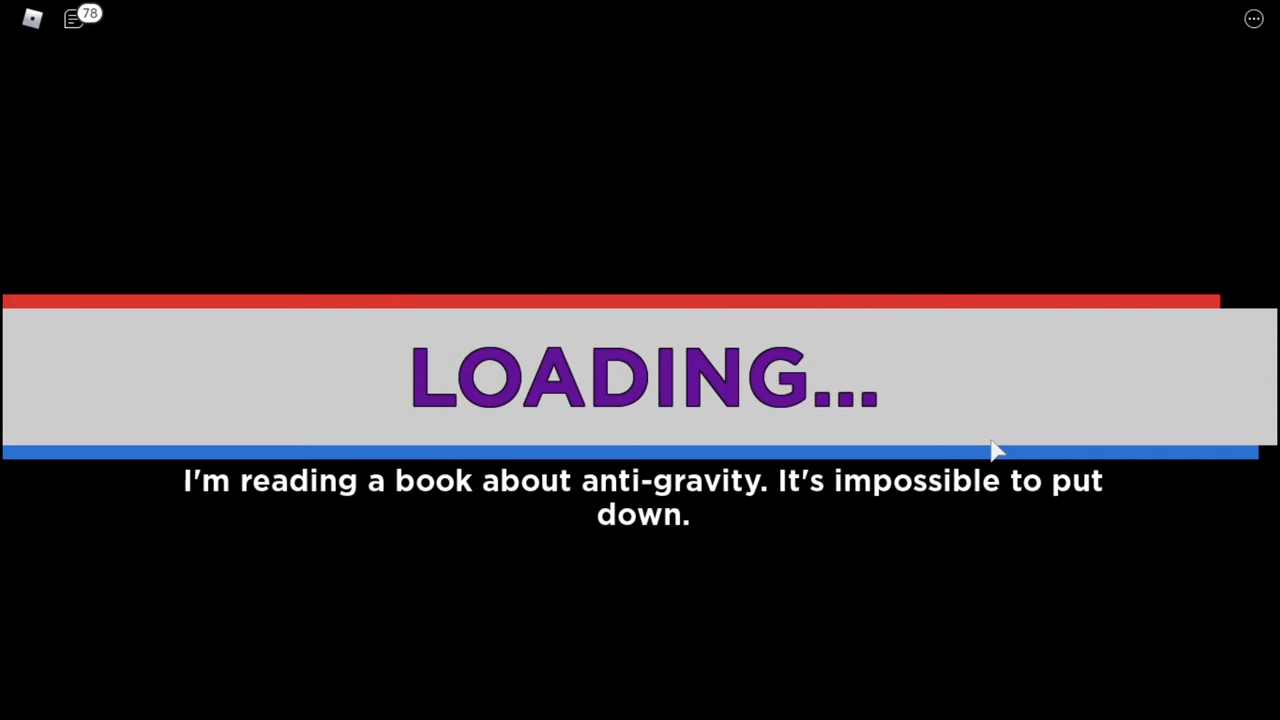 78
LOADING...
I'm reading a book about anti-gravity. It's impossible to put
down.